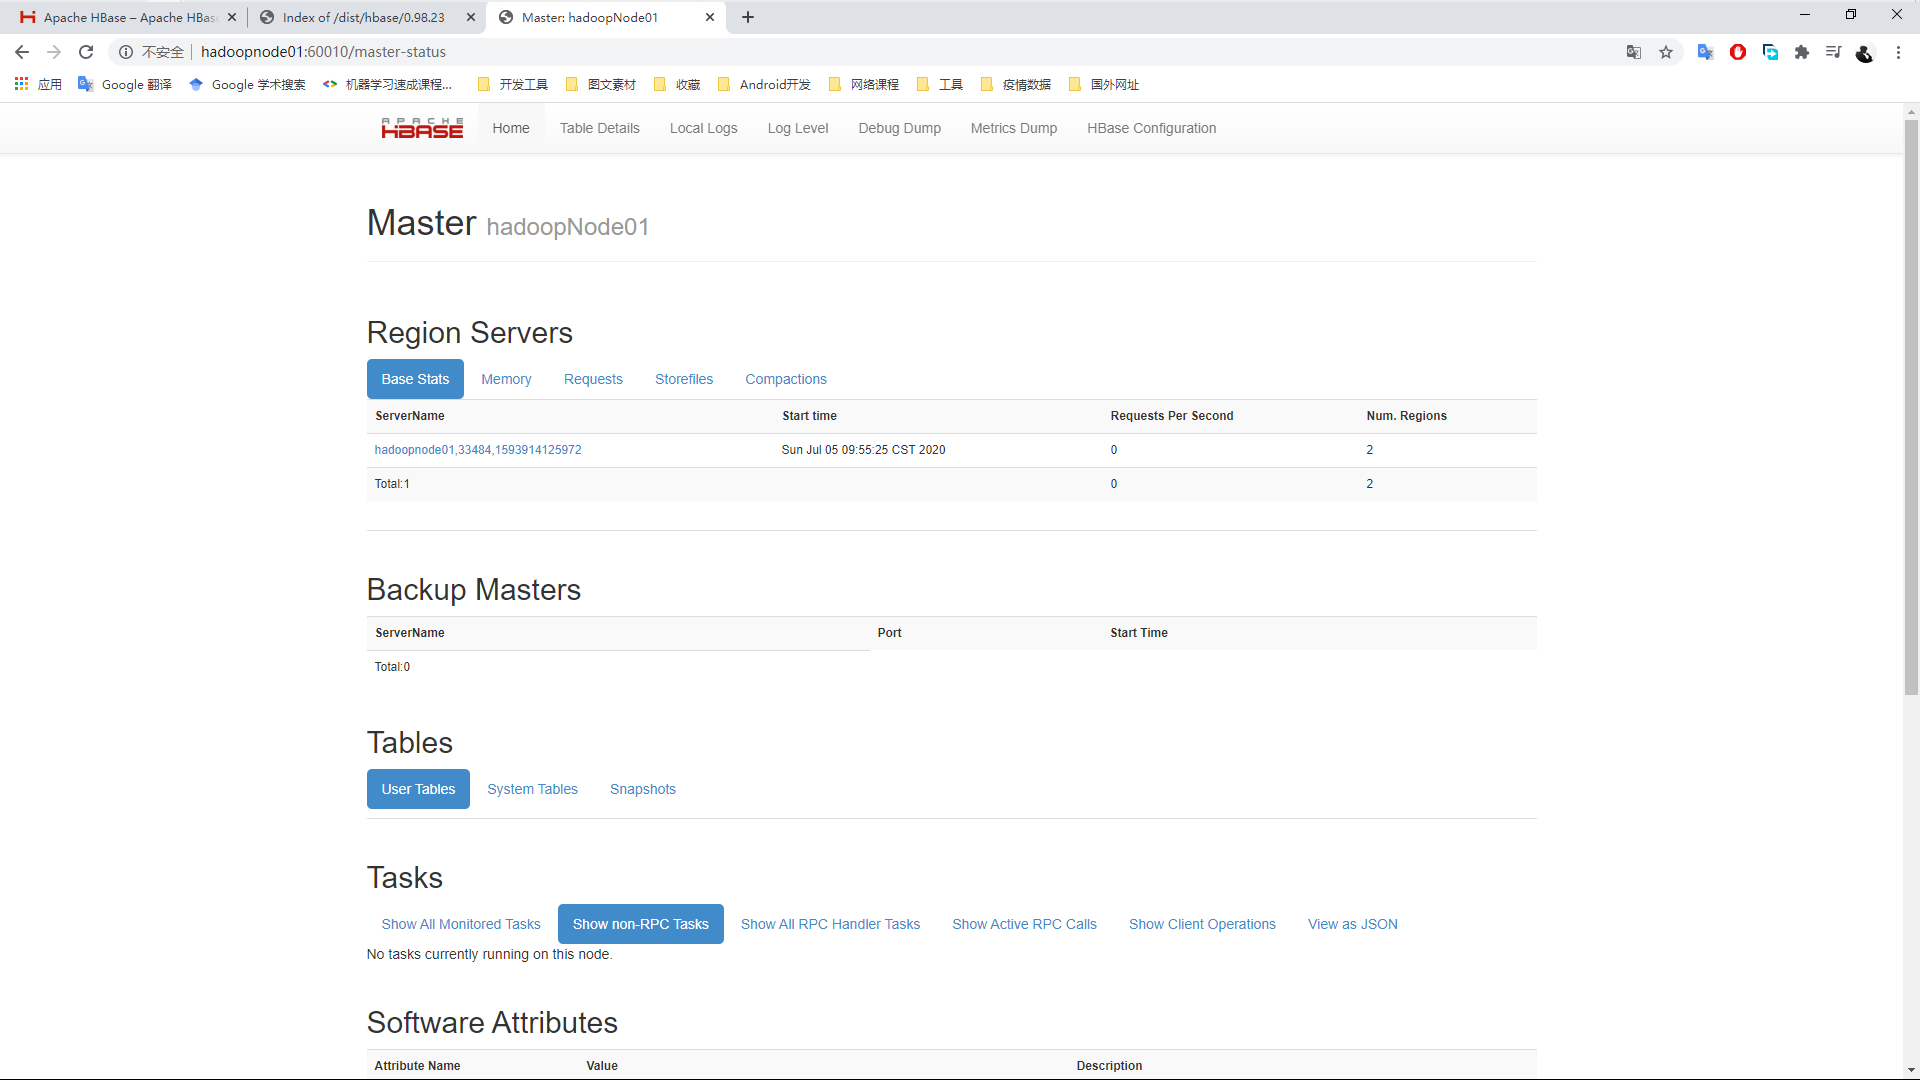 Apache HBase – Apache HBas
Index of /dist/hbase/0.98.23
Master: hadoopNode01
不安全 hadoopnode01:60010/master-status
应用 Google 翻译 Google 学术搜索 机器学习速成课程... 开发工具 图文素材 收藏 Android开发 网络课程 工具 疫情数据 国外网址
APACHE HBASE Home Table Details Local Logs Log Level Debug Dump Metrics Dump HBase Configuration
Master hadoopNode01
Region Servers
Base Stats Memory Requests Storefiles Compactions
ServerName Start time Requests Per Second Num. Regions
hadoopnode01,33484,1593914125972 Sun Jul 05 09:55:25 CST 2020 0 2
Total:1 0 2
Backup Masters
ServerName Port Start Time
Total:0
Tables
User Tables System Tables Snapshots
Tasks
Show All Monitored Tasks Show non-RPC Tasks Show All RPC Handler Tasks Show Active RPC Calls Show Client Operations View as JSON
No tasks currently running on this node.
Software Attributes
Attribute Name Value Description